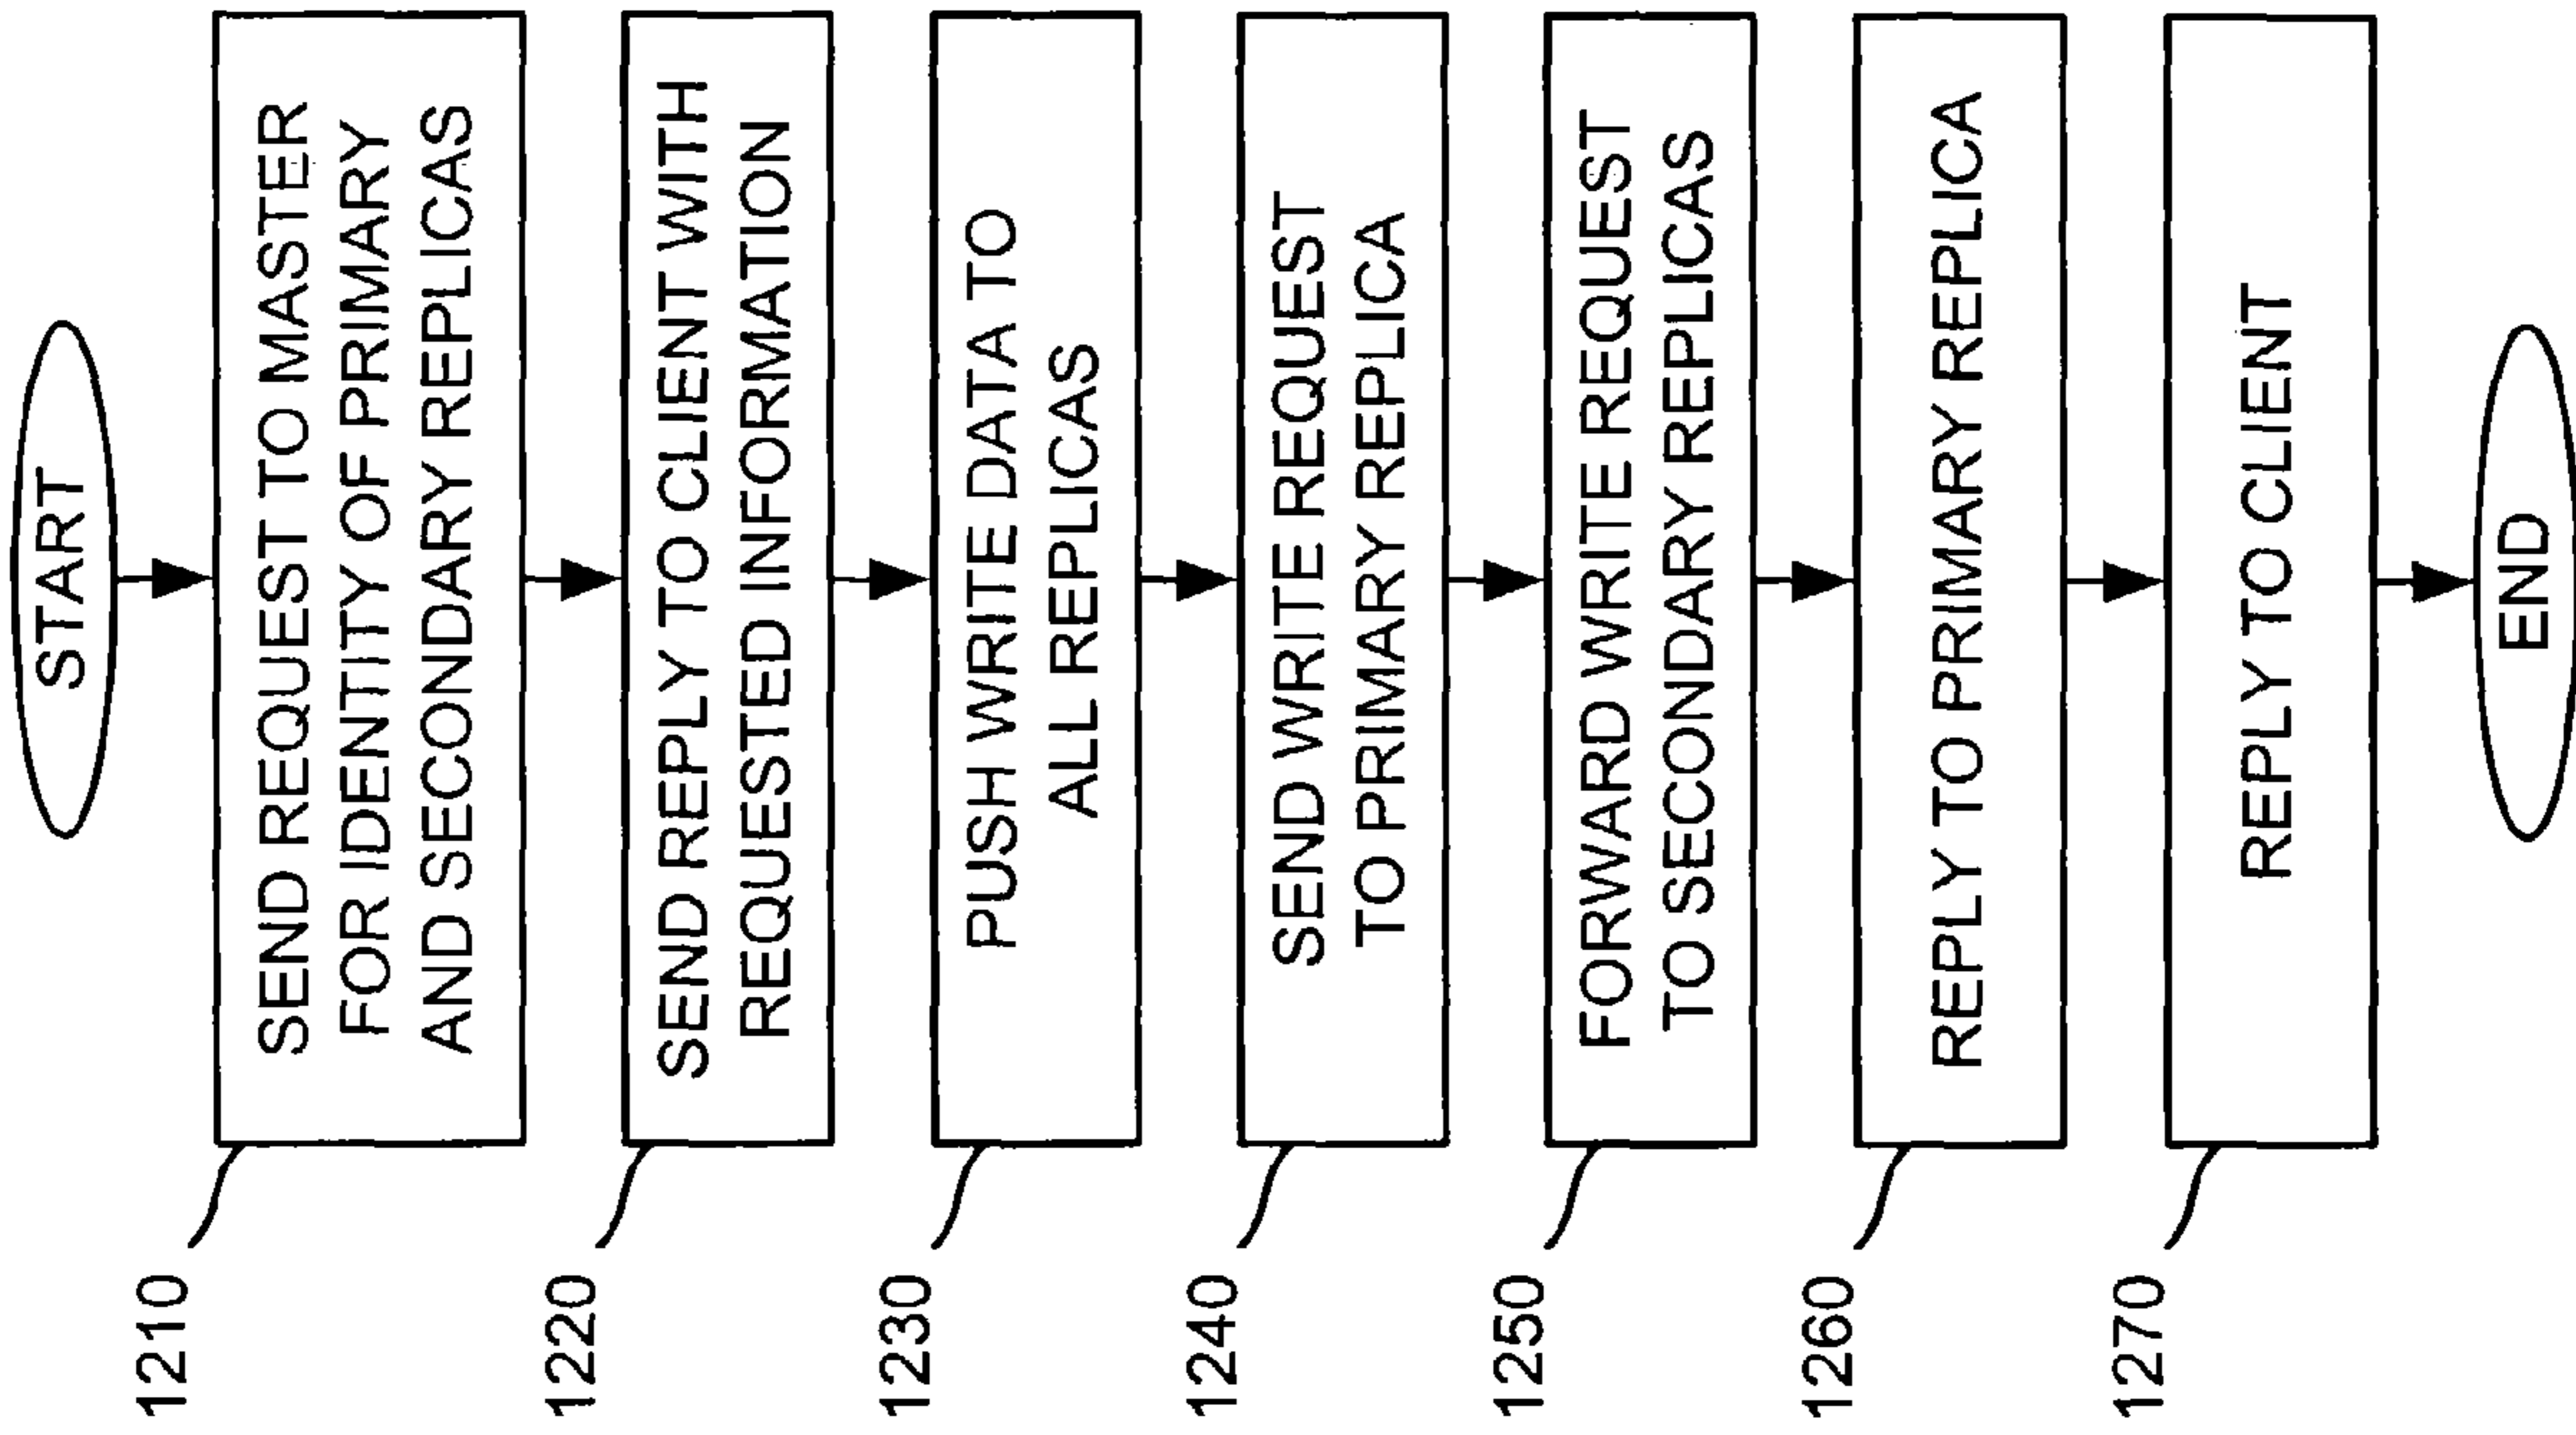 START
1210
SEND REQUEST TO MASTER
FOR IDENTITY OF PRIMARY
AND SECONDARY REPLICAS
1220
SEND REPLY TO CLIENT WITH
REQUESTED INFORMATION
1230
PUSH WRITE DATA TO
ALL REPLICAS
1240
SEND WRITE REQUEST
TO PRIMARY REPLICA
1250
FORWARD WRITE REQUEST
TO SECONDARY REPLICAS
1260
REPLY TO PRIMARY REPLICA
1270
REPLY TO CLIENT
END